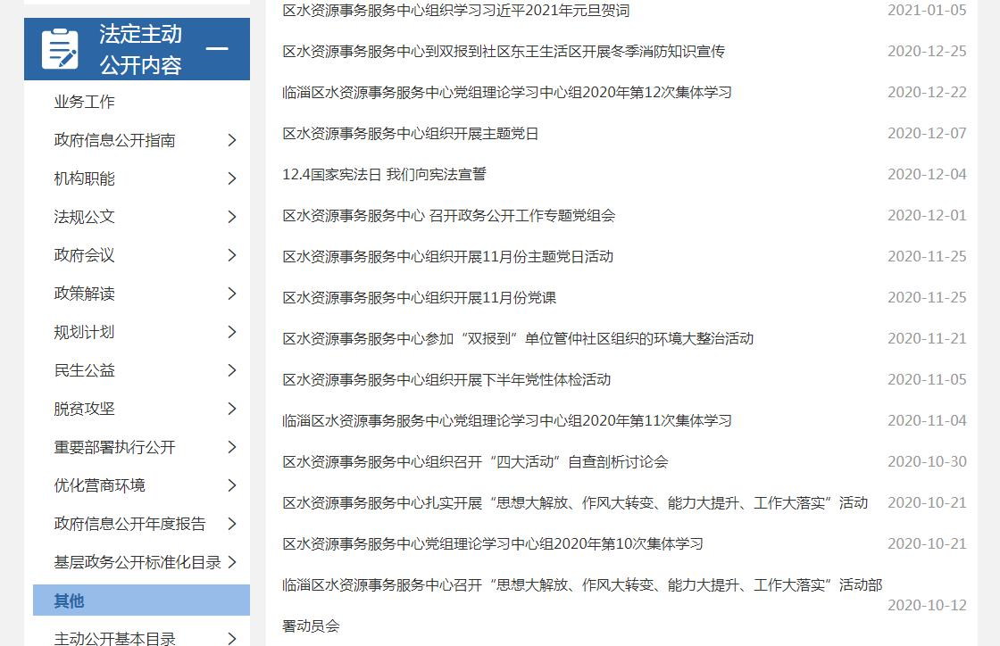 法定主动
公开内容
业务工作
政府信息公开指南
机构职能
法规公文
政府会议
政策解读
规划计划
民生公益
脱贫攻坚
重要部署执行公开
优化营商环境
政府信息公开年度报告
基层政务公开标准化目录
其他
主动公开基本目录
区水资源事务服务中心组织学习习近平2021年元旦贺词 2021-01-05
区水资源事务服务中心到双报到社区东王生活区开展冬季消防知识宣传 2020-12-25
临淄区水资源事务服务中心党组理论学习中心组2020年第12次集体学习 2020-12-22
区水资源事务服务中心组织开展主题党日 2020-12-07
12.4国家宪法日 我们向宪法宣誓 2020-12-04
区水资源事务服务中心 召开政务公开工作专题党组会 2020-12-01
区水资源事务服务中心组织开展11月份主题党日活动 2020-11-25
区水资源事务服务中心组织开展11月份党课 2020-11-25
区水资源事务服务中心参加“双报到”单位管仲社区组织的环境大整治活动 2020-11-21
区水资源事务服务中心组织开展下半年党性体检活动 2020-11-05
临淄区水资源事务服务中心党组理论学习中心组2020年第11次集体学习 2020-11-04
区水资源事务服务中心组织召开“四大活动”自查剖析讨论会 2020-10-30
区水资源事务服务中心扎实开展“思想大解放、作风大转变、能力大提升、工作大落实”活动 2020-10-21
区水资源事务服务中心党组理论学习中心组2020年第10次集体学习 2020-10-21
临淄区水资源事务服务中心召开“思想大解放、作风大转变、能力大提升、工作大落实”活动部
署动员会 2020-10-12